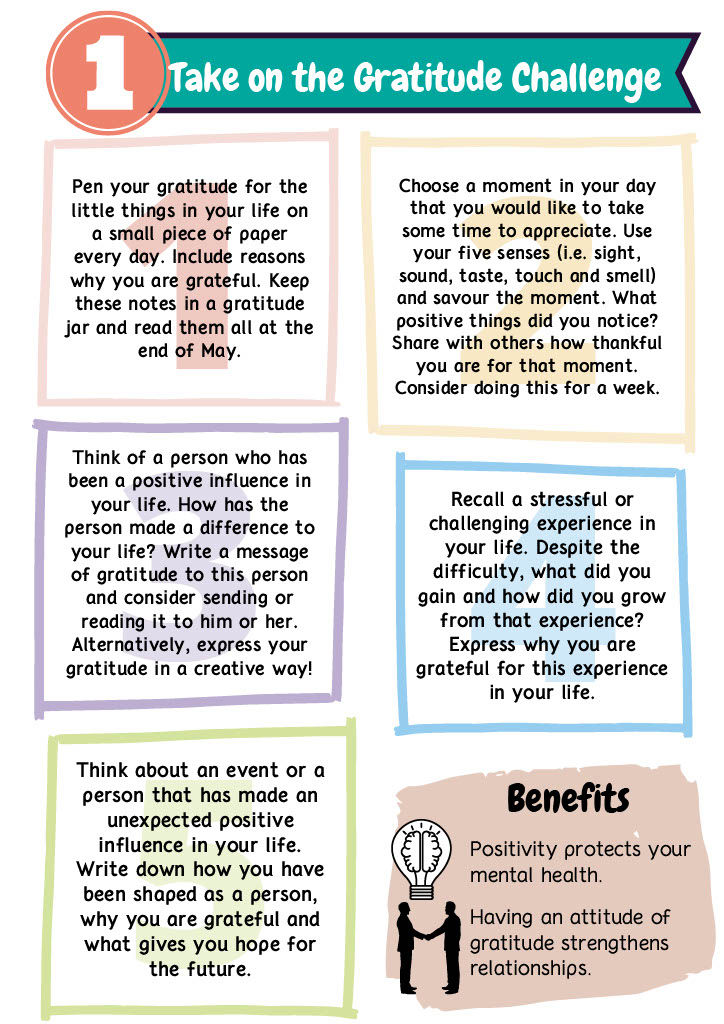 1
Take on the Gratitude Challenge
1
Pen your gratitude for the
little things in your life on
a small piece of paper
every day. Include reasons
why you are grateful. Keep
these notes in a gratitude
jar and read them all at the
end of May.
2
Choose a moment in your day
that you would like to take
some time to appreciate. Use
your five senses (i.e. sight,
sound, taste, touch and smell)
and savour the moment. What
positive things did you notice?
Share with others how thankful
you are for that moment.
Consider doing this for a week.
3
Think of a person who has
been a positive influence in
your life. How has the
person made a difference to
your life? Write a message
of gratitude to this person
and consider sending or
reading it to him or her.
Alternatively, express your
gratitude in a creative way!
4
Recall a stressful or
challenging experience in
your life. Despite the
difficulty, what did you
gain and how did you grow
from that experience?
Express why you are
grateful for this experience
in your life.
5
Think about an event or a
person that has made an
unexpected positive
influence in your life.
Write down how you have
been shaped as a person,
why you are grateful and
what gives you hope for
the future.
Benefits
Positivity protects your
mental health.
Having an attitude of
gratitude strengthens
relationships.